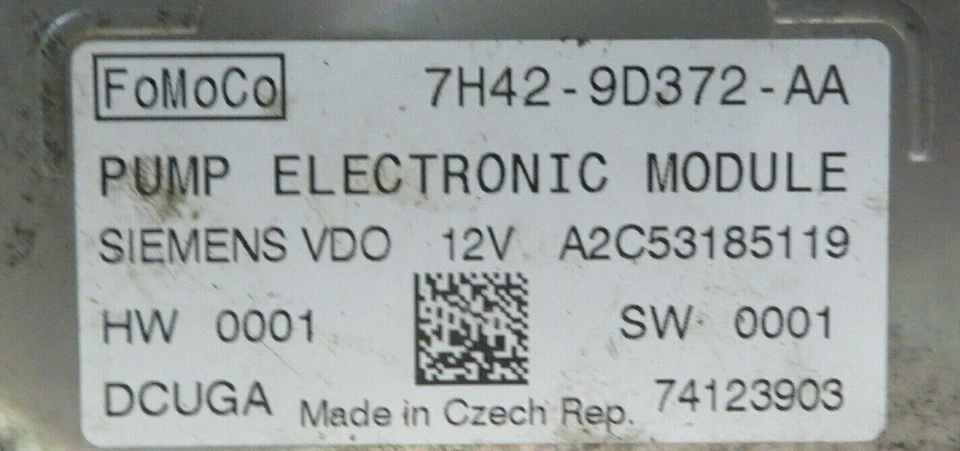 FoMoCo 7H42-9D372-AA
PUMP ELECTRONIC MODULE
SIEMENS VDO 12V A2C53185119
HW 0001 SW 0001
DCUGA Made in Czech Rep. 74123903